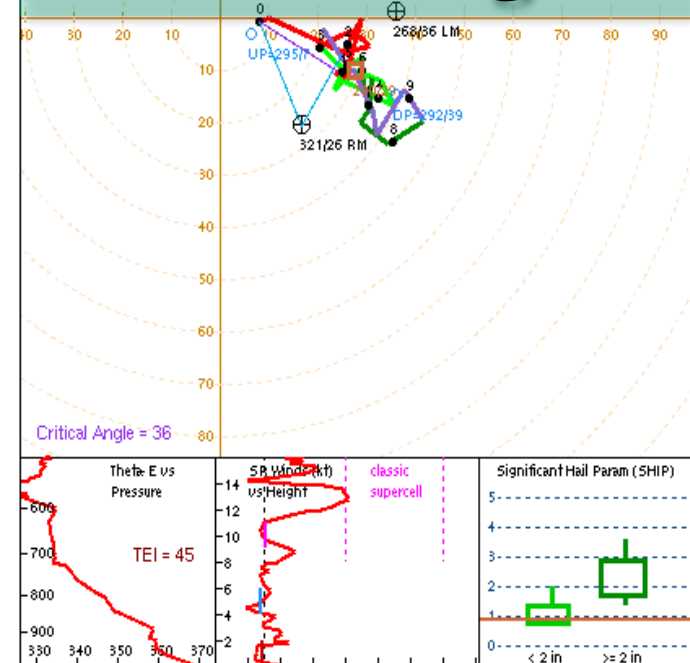 0
40 30 20 10 10 20 30 40 50 60 70 80 90
268/36 LM
UP=295/7
10
6
9
DP=292/39
20
8
321/26 RM
30
40
50
60
70
80
Critical Angle = 36
Theta-E vs
Pressure
TEI = 45
600
700
800
900
330 340 350 360 370
SR Winds (kt)
vs Height
classic
supercell
14
12
10
8
6
4
2
Significant Hail Param (SHIP)
5
4
3
2
1
0
< 2 in >= 2 in